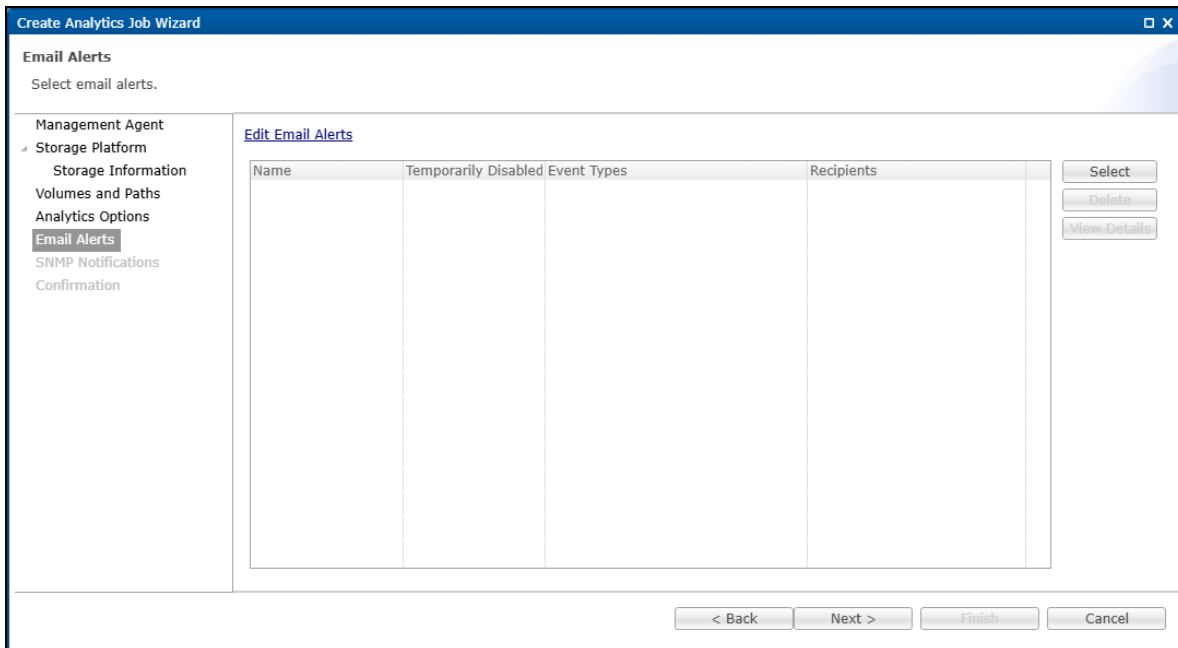 Create Analytics Job Wizard
Email Alerts
Select email alerts.
Management Agent
Storage Platform
Storage Information
Volumes and Paths
Analytics Options
Email Alerts
SNMP Notifications
Confirmation
Edit Email Alerts
Name Temporarily Disabled Event Types Recipients
Select
Delete
View Details
< Back Next > Finish Cancel